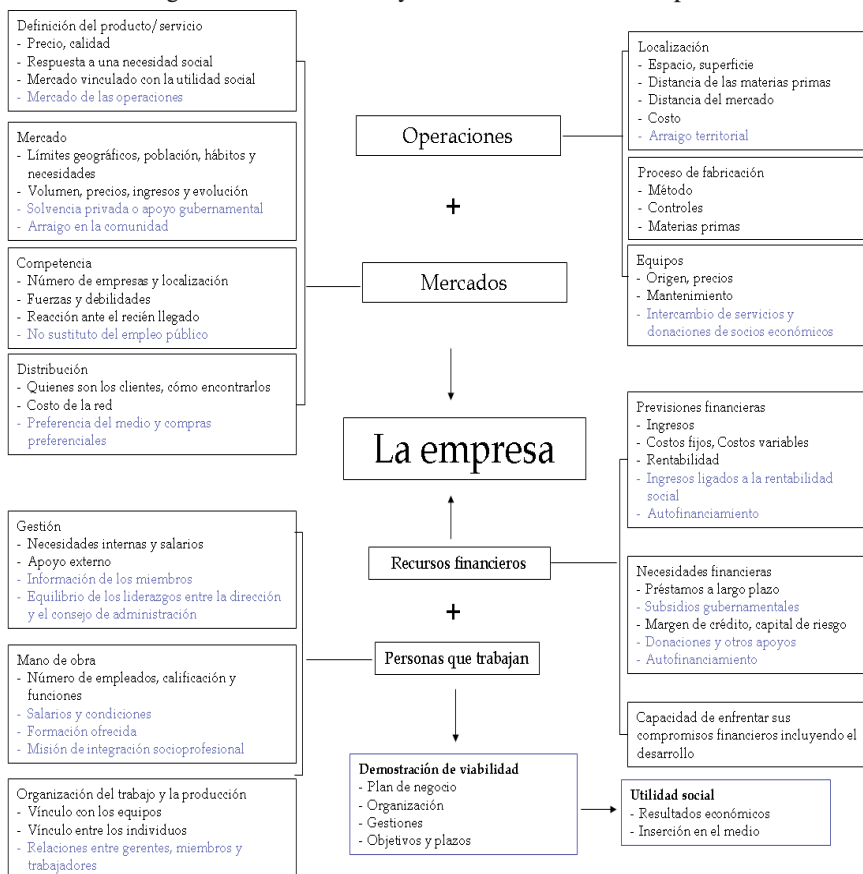 Definición del producto/ servicio
- Precio, calidad
- Respuesta a una necesidad social
- Mercado vinculado con la utilidad social
- Mercado de las operaciones
Mercado
- Límites geográficos, población, hábitos y
necesidades
- Volumen, precios, ingresos y evolución
- Solvencia privada o apoyo gubernamental
- Arraigo en la comunidad
Competencia
- Número de empresas y localización
- Fuerzas y debilidades
- Reacción ante el recién llegado
- No sustituto del empleo público
Distribución
- Quienes son los clientes, cómo encontrarlos
- Costo de la red
- Preferencia del medio y compras
preferenciales
Operaciones
+
Mercados
La empresa
Localización
- Espacio, superficie
- Distancia de las materias primas
- Distancia del mercado
- Costo
- Arraigo territorial
Proceso de fabricación
- Método
- Controles
- Materias primas
Equipos
- Origen, precios
- Mantenimiento
- Intercambio de servicios y
donaciones de socios económicos
Gestión
- Necesidades internas y salarios
- Apoyo externo
- Información de los miembros
- Equilibrio de los liderazgos entre la dirección
y el consejo de administración
Mano de obra
- Número de empleados, calificación y
funciones
- Salarios y condiciones
- Formación ofrecida
- Misión de integración socioprofesional
Organización del trabajo y la producción
- Vínculo con los equipos
- Vínculo entre los individuos
- Relaciones entre gerentes, miembros y
trabajadores
Recursos financieros
+
Personas que trabajan
Previsiones financieras
- Ingresos
- Costos fijos, Costos variables
- Rentabilidad
- Ingresos ligados a la rentabilidad
social
- Autofinanciamiento
Necesidades financieras
- Préstamos a largo plazo
- Subsidios gubernamentales
- Margen de crédito, capital de riesgo
- Donaciones y otros apoyos
- Autofinanciamiento
Capacidad de enfrentar sus
compromisos financieros incluyendo el
desarrollo
Demostración de viabilidad
- Plan de negocio
- Organización
- Gestiones
- Objetivos y plazos
Utilidad social
- Resultados económicos
- Inserción en el medio